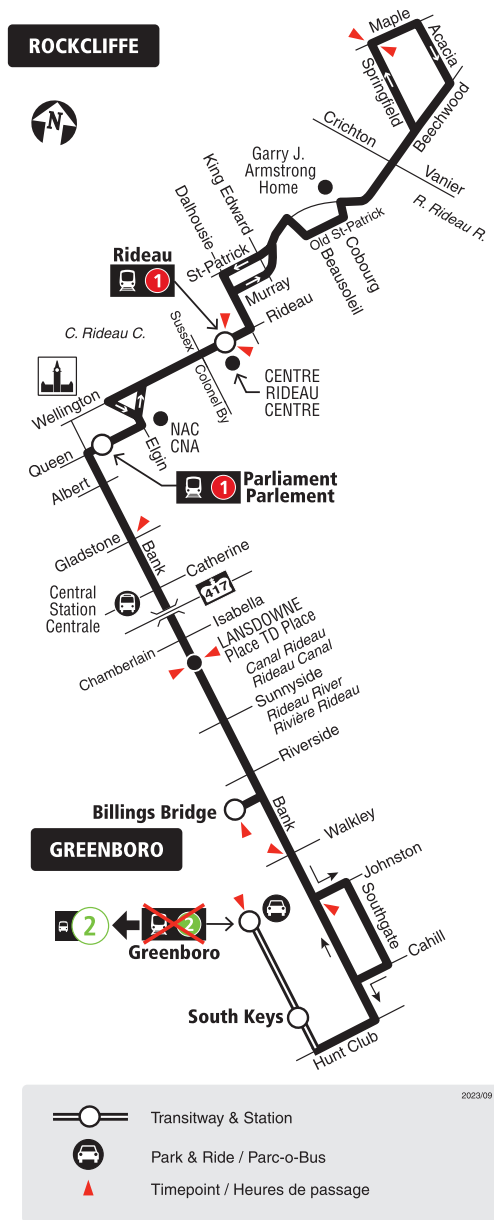 ROCKCLIFFE
N
Maple
Acacia
Springfield
Beechwood
Crichton
Vanier
R. Rideau R.
Garry J.
Armstrong
Home
King Edward
Dalhousie
Old St-Patrick
Cobourg
Beausoleil
St-Patrick
Murray
Rideau
Rideau
1
C. Rideau C.
Sussex
Colonel By
CENTRE
RIDEAU
CENTRE
Wellington
NAC
CNA
Elgin
Queen
Albert
1
Parliament
Parlement
Gladstone
Bank
Catherine
417
Central
Station
Centrale
Isabella
LANSDOWNE
Place TD Place
Chamberlain
Canal Rideau
Rideau Canal
Sunnyside
Rideau River
Rivière Rideau
Riverside
Billings Bridge
Bank
Walkley
GREENBORO
Johnston
Southgate
Cahill
2
2
Greenboro
South Keys
Hunt Club
2023/09
Transitway & Station
Park & Ride / Parc-o-Bus
Timepoint / Heures de passage